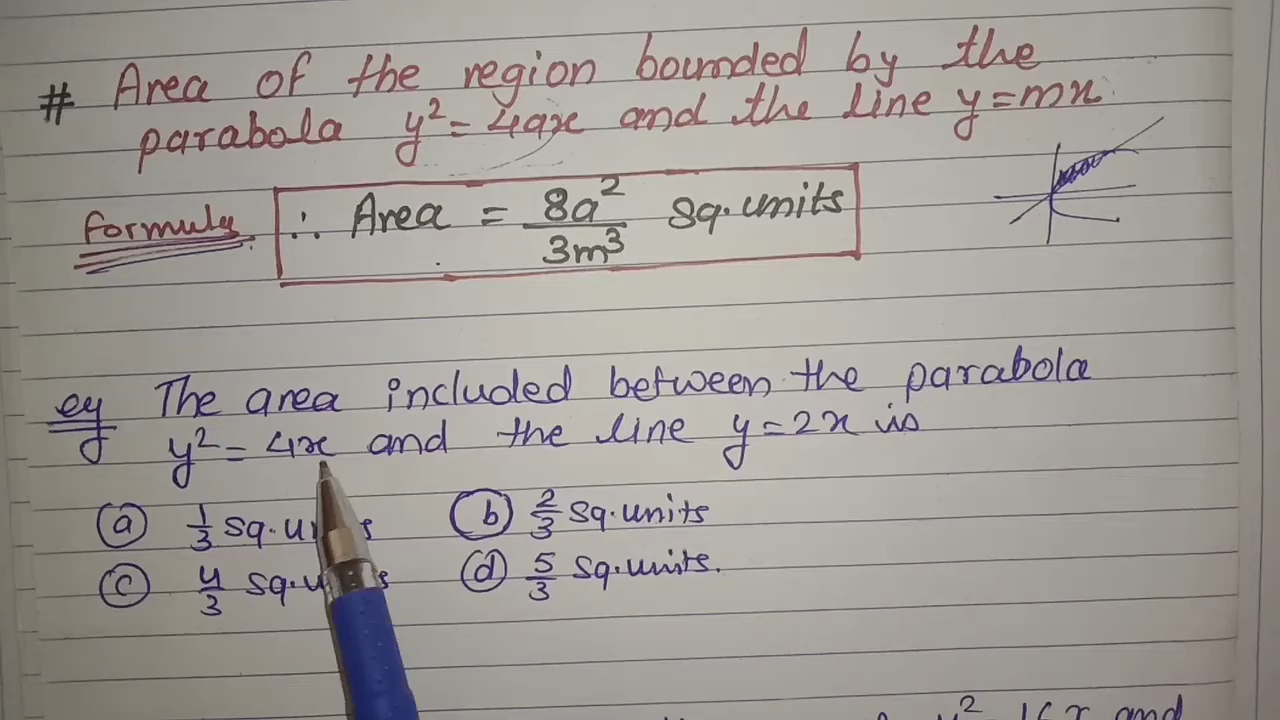 # Area of the region bounded by the
parabola y² = 4ax and the line y = mx.
Formula ∴ Area = 8a²/3m³ Sq. units
eg The area included between the parabola
y² = 4x and the line y = 2x is
(a) 1/3 Sq. (b) 2/3 Sq. units
(c) 4/3 Sq. (d) 5/3 Sq. units.
and